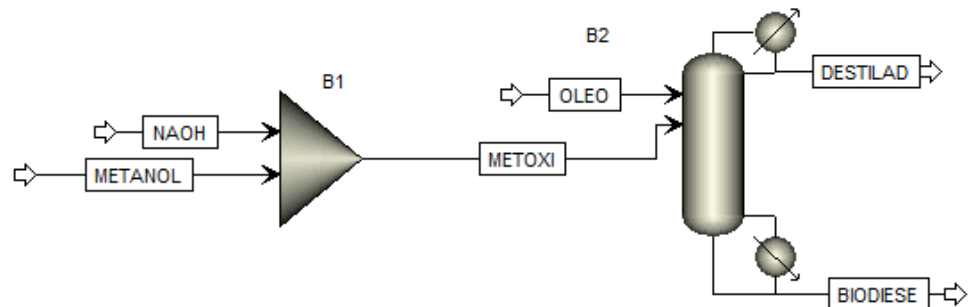 B2
B1
DESTILAD
OLEO
NAOH
METANOL
METOXI
BIODIESE